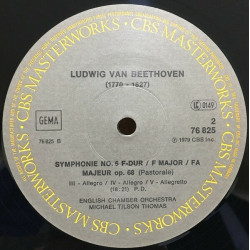 CBS MASTERWORKS · CBS MASTERWORKS · CBS MASTERWORKS
LUDWIG VAN BEETHOVEN
(1770 - 1827)
LC 0149
GEMA
2
76 825
76 825
℗ 1979 CBS INC.
SYMPHONIE NO. 6 F-DUR / F MAJOR / FA
MAJEUR op. 68 (Pastorale)
III - Allegro / IV - Allegro / V - Allegretto
P. D.
ENGLISH CHAMBER ORCHESTRA
MICHAEL TILSON THOMAS